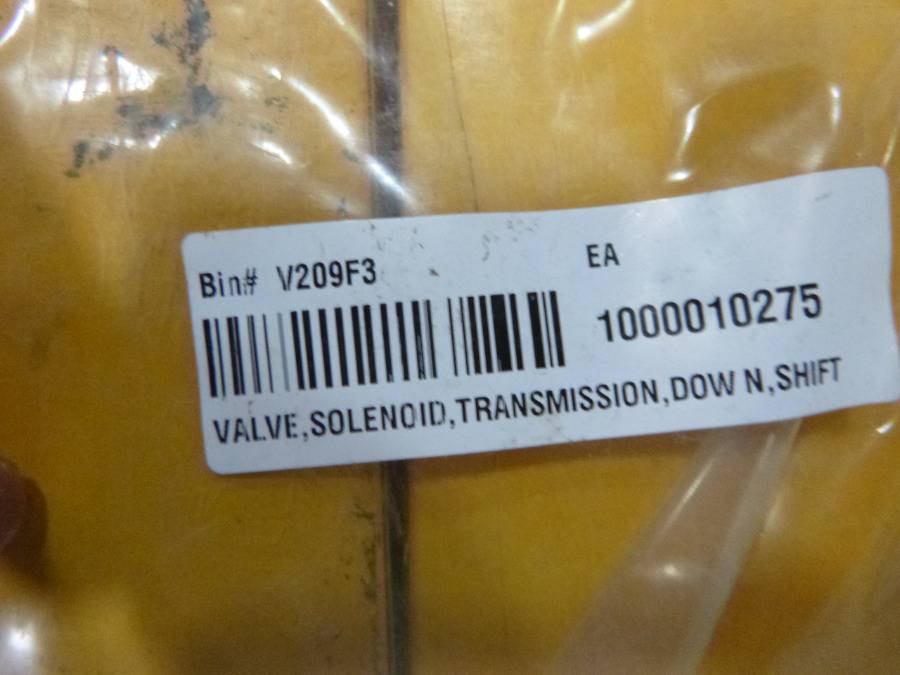 Bin# V209F3 EA
1000010275
VALVE,SOLENOID,TRANSMISSION,DOW N,SHIFT